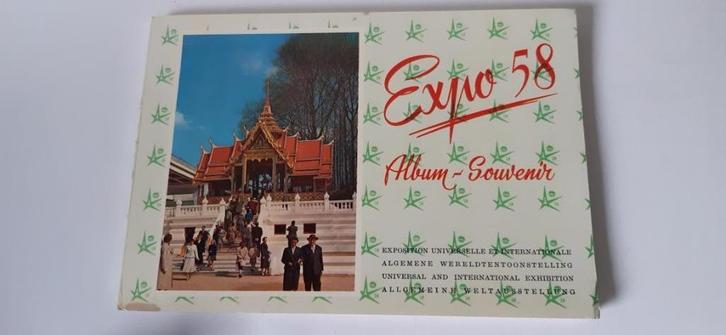 Expo 58
Album~Souvenir
EXPOSITION UNIVERSELLE ET INTERNATIONALE
ALGEMENE WERELDTENTOONSTELLING
UNIVERSAL AND INTERNATIONAL EXHIBITION
ALLGEMEINE WELTAUSSTELLUNG